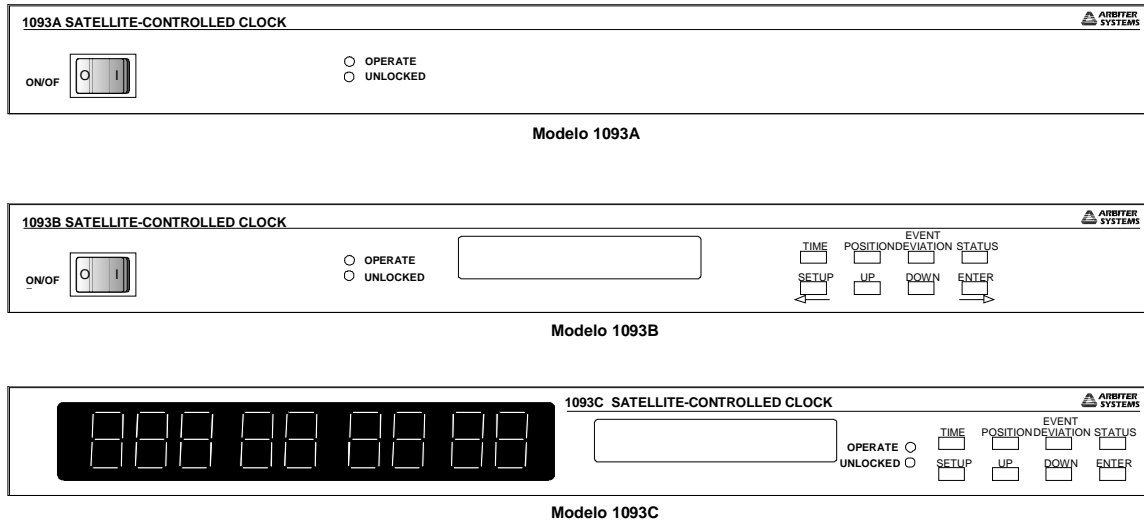 1093A SATELLITE-CONTROLLED CLOCK
ARBITER
SYSTEMS
ON/OF
O I
OPERATE
UNLOCKED
Modelo 1093A
1093B SATELLITE-CONTROLLED CLOCK
ARBITER
SYSTEMS
ON/OF
O I
OPERATE
UNLOCKED
EVENT
TIME POSITION DEVIATION STATUS
SETUP UP DOWN ENTER
Modelo 1093B
1093C SATELLITE-CONTROLLED CLOCK
ARBITER
SYSTEMS
OPERATE
UNLOCKED
EVENT
TIME POSITION DEVIATION STATUS
SETUP UP DOWN ENTER
Modelo 1093C